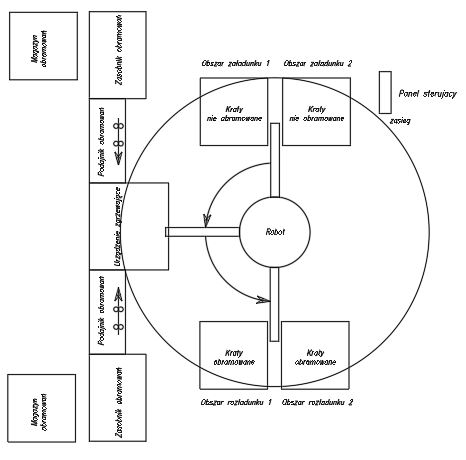 Magazyn
obramowań
Zasobnik obramowań
Podajnik obramowań
Urządzenie zgrzewające
Podajnik obramowań
Zasobnik obramowań
Magazyn
obramowań
Obszar załadunku 1
Obszar załadunku 2
Kraty
nie obramowane
Kraty
nie obramowane
Panel sterujący
zasięg
Robot
Kraty
obramowane
Kraty
obramowane
Obszar rozładunku 1
Obszar rozładunku 2